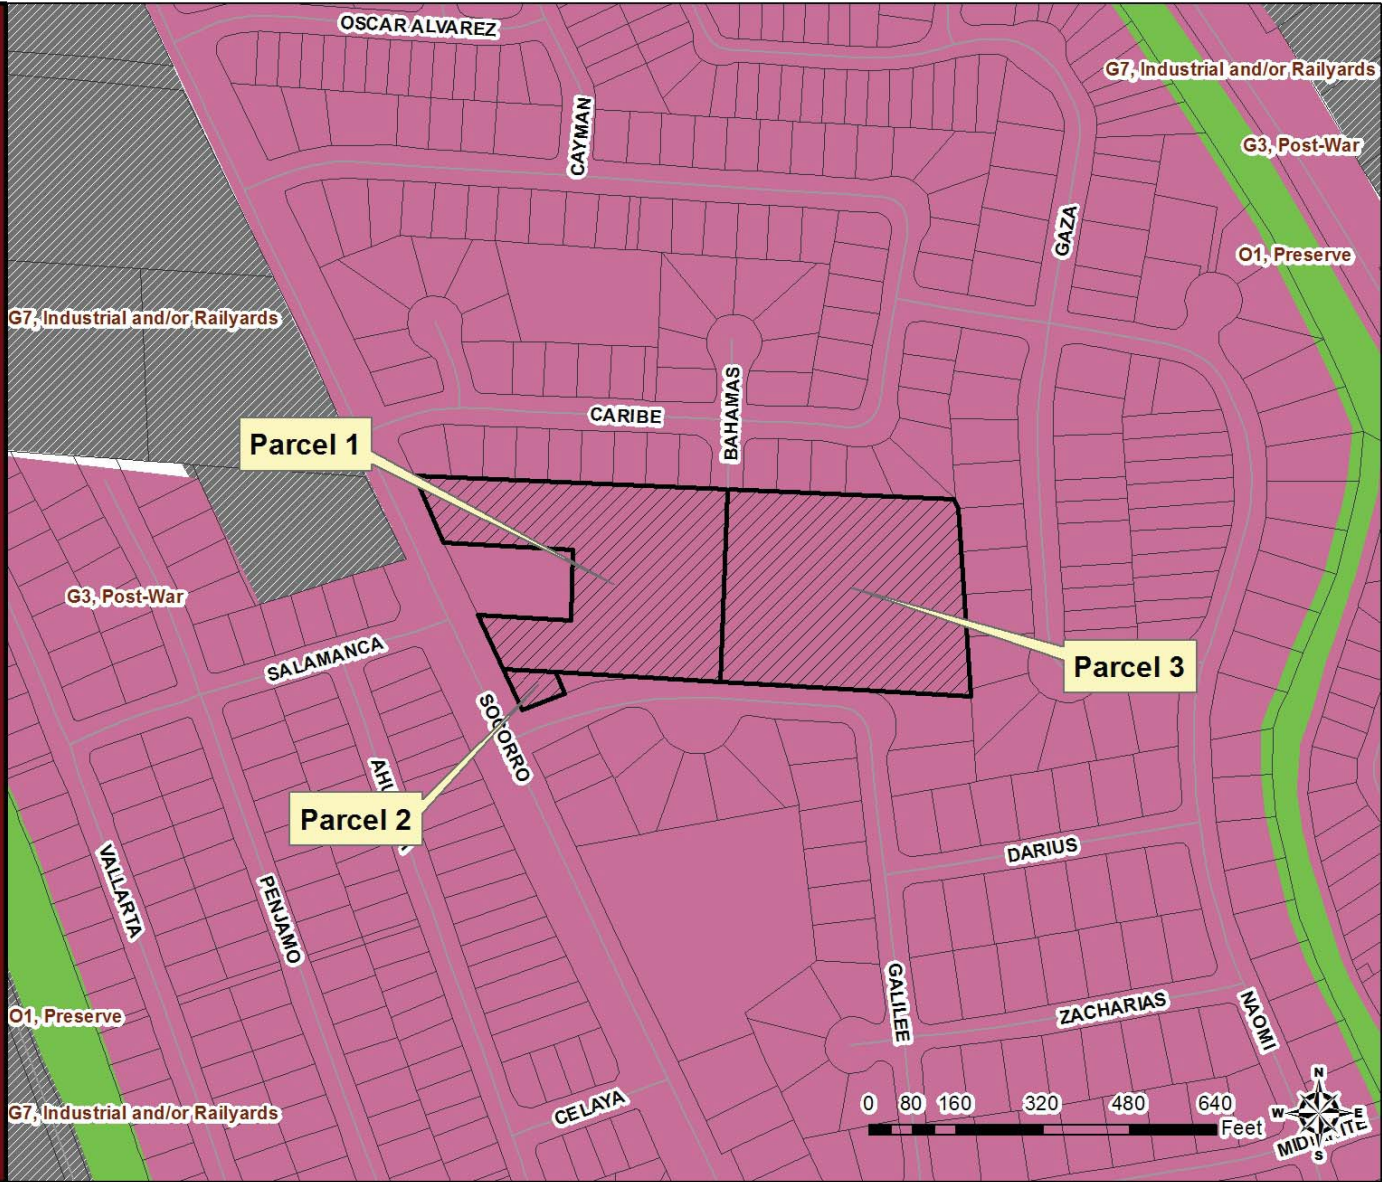 OSCAR ALVAREZ
G7, Industrial and/or Railyards
CAYMAN
G3, Post-War
GAZA
O1, Preserve
G7, Industrial and/or Railyards
BAHAMAS
CARIBE
Parcel 1
G3, Post-War
SALAMANCA
Parcel 3
SOCORRO
Parcel 2
DARIUS
VALLARTA
PENJAMO
GALILEE
ZACHARIAS
NAOMI
O1, Preserve
CELAYA
G7, Industrial and/or Railyards
0 80 160 320 480 640
Feet
N
W E
S